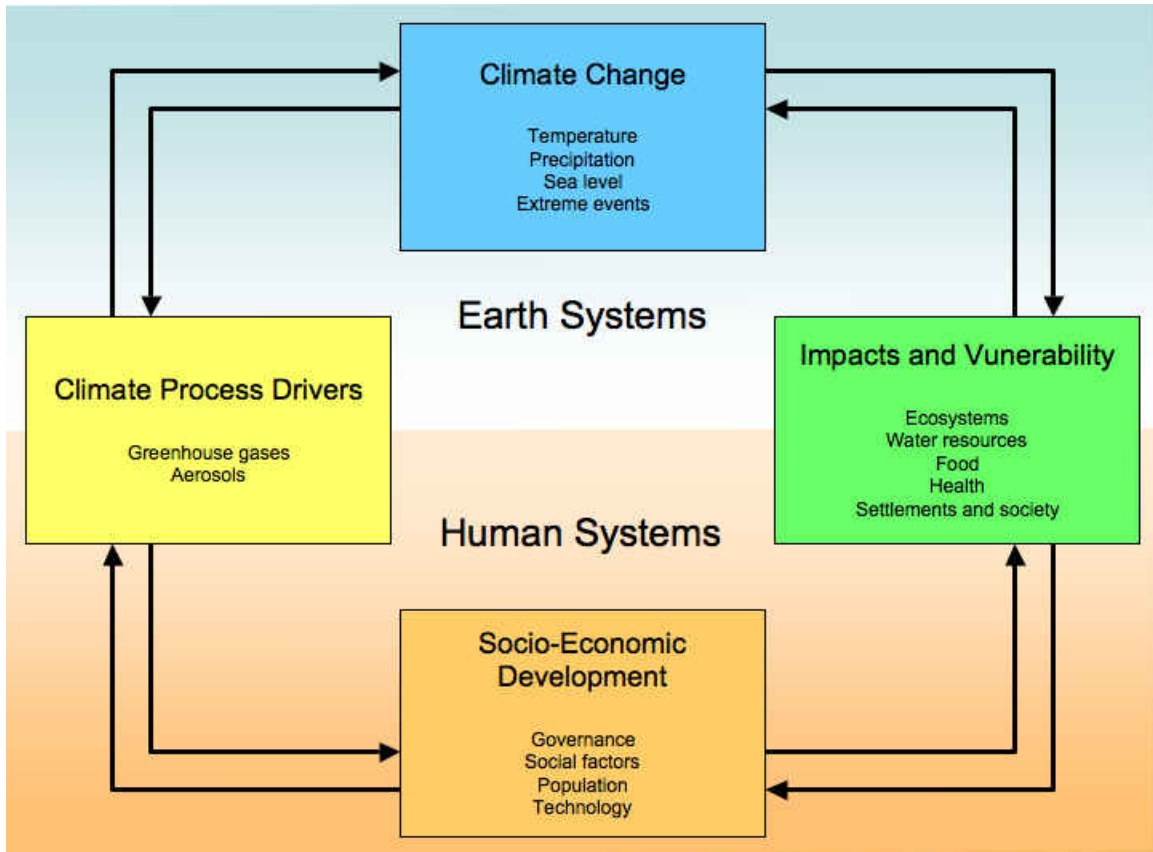 Climate Change
Temperature
Precipitation
Sea level
Extreme events
Earth Systems
Climate Process Drivers
Greenhouse gases
Aerosols
Impacts and Vunerability
Ecosystems
Water resources
Food
Health
Settlements and society
Human Systems
Socio-Economic
Development
Governance
Social factors
Population
Technology